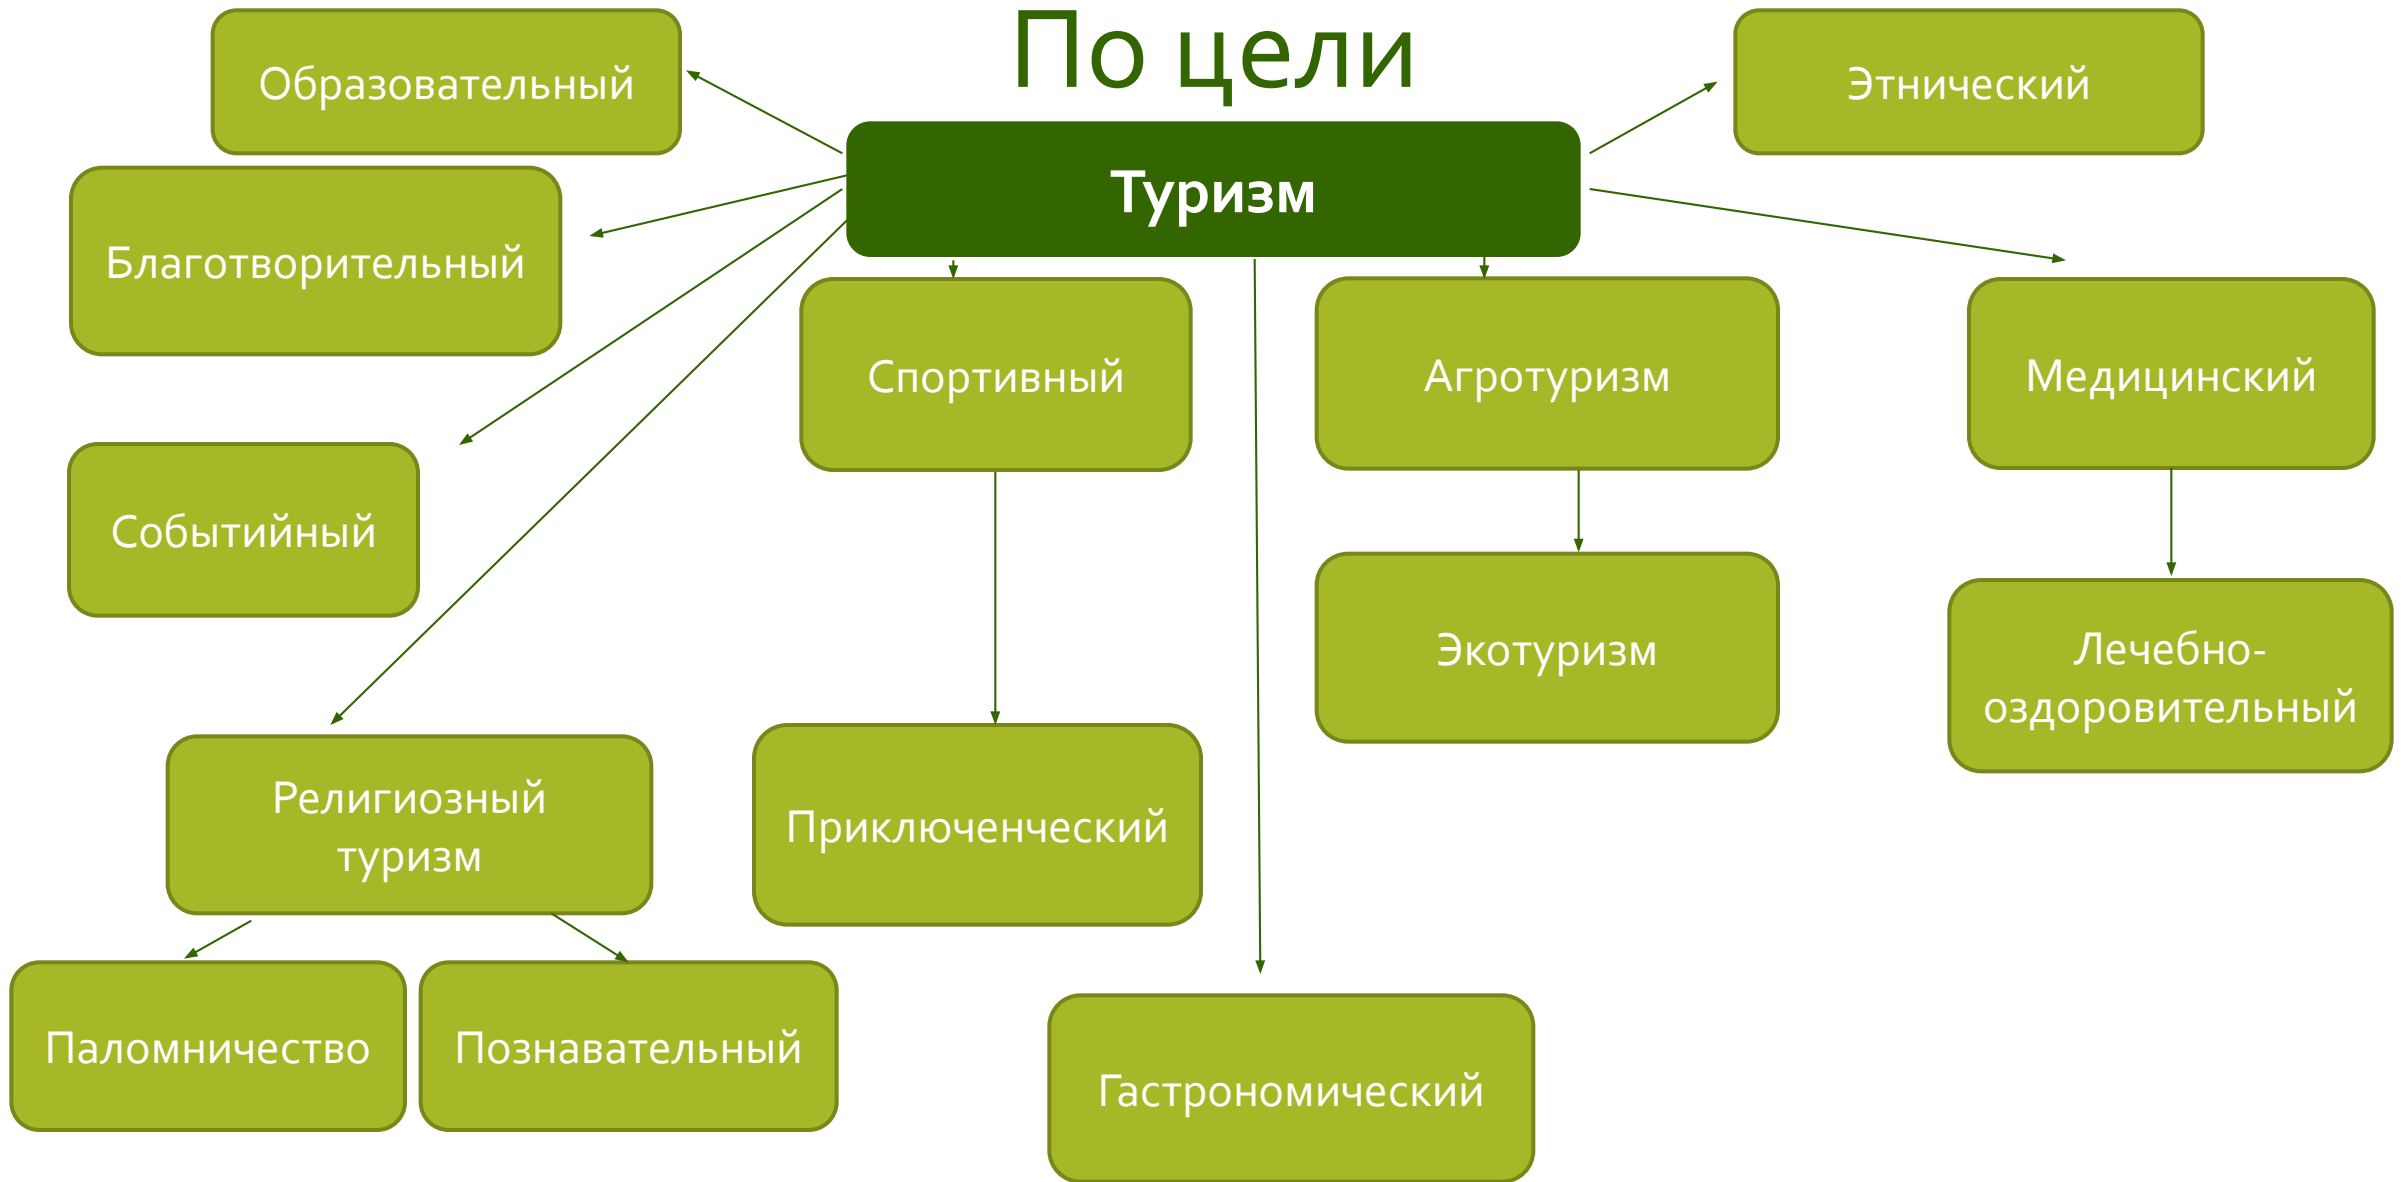 По цели
Образовательный
Этнический
Туризм
Благотворительный
Спортивный
Агротуризм
Медицинский
Событийный
Экотуризм
Лечебно-
оздоровительный
Религиозный
туризм
Приключенческий
Паломничество
Познавательный
Гастрономический